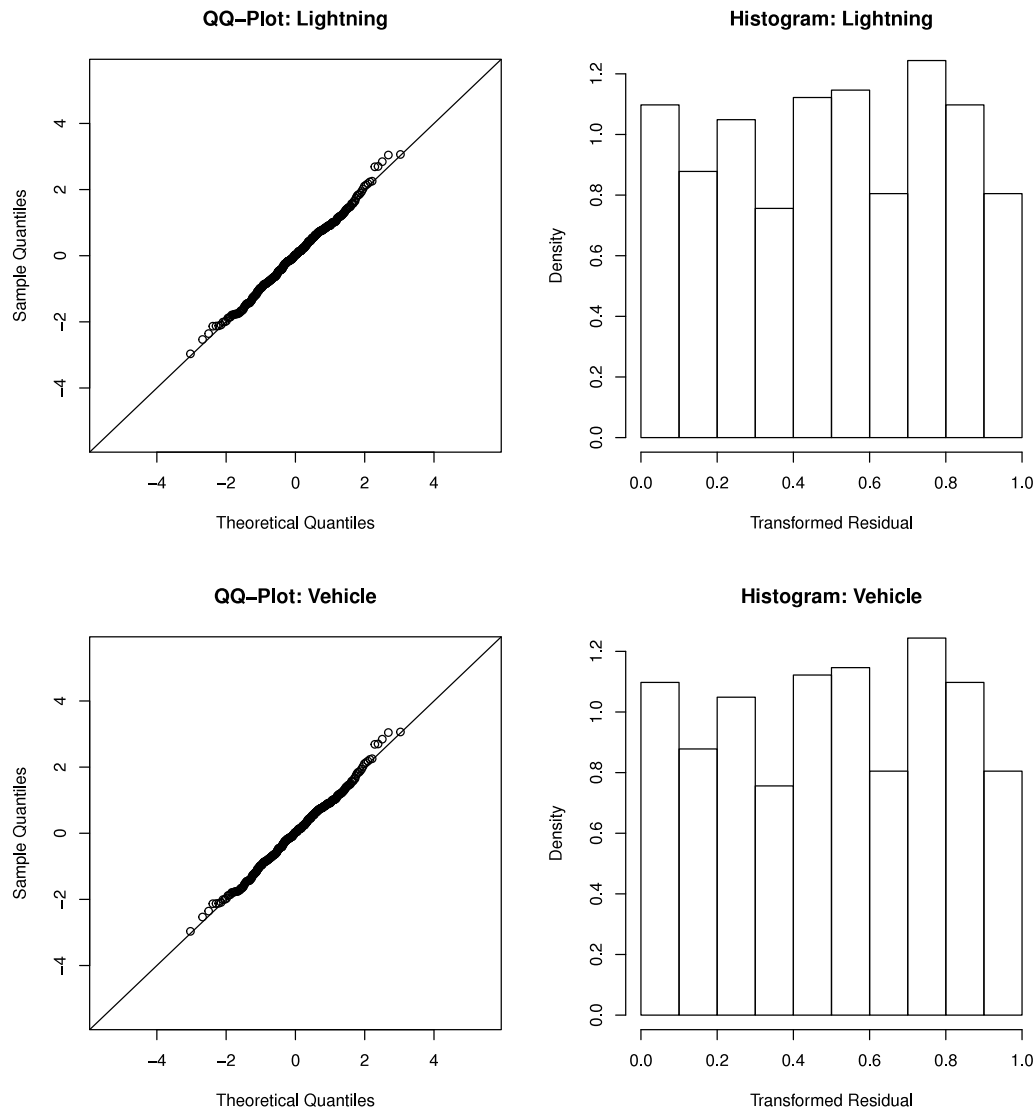 QQ−Plot: Lightning
Sample Quantiles
4
2
0
−2
−4
−4 −2 0 2 4
Theoretical Quantiles
Histogram: Lightning
Density
1.2
1.0
0.8
0.6
0.4
0.2
0.0
0.0 0.2 0.4 0.6 0.8 1.0
Transformed Residual
QQ−Plot: Vehicle
Sample Quantiles
4
2
0
−2
−4
−4 −2 0 2 4
Theoretical Quantiles
Histogram: Vehicle
Density
1.2
1.0
0.8
0.6
0.4
0.2
0.0
0.0 0.2 0.4 0.6 0.8 1.0
Transformed Residual